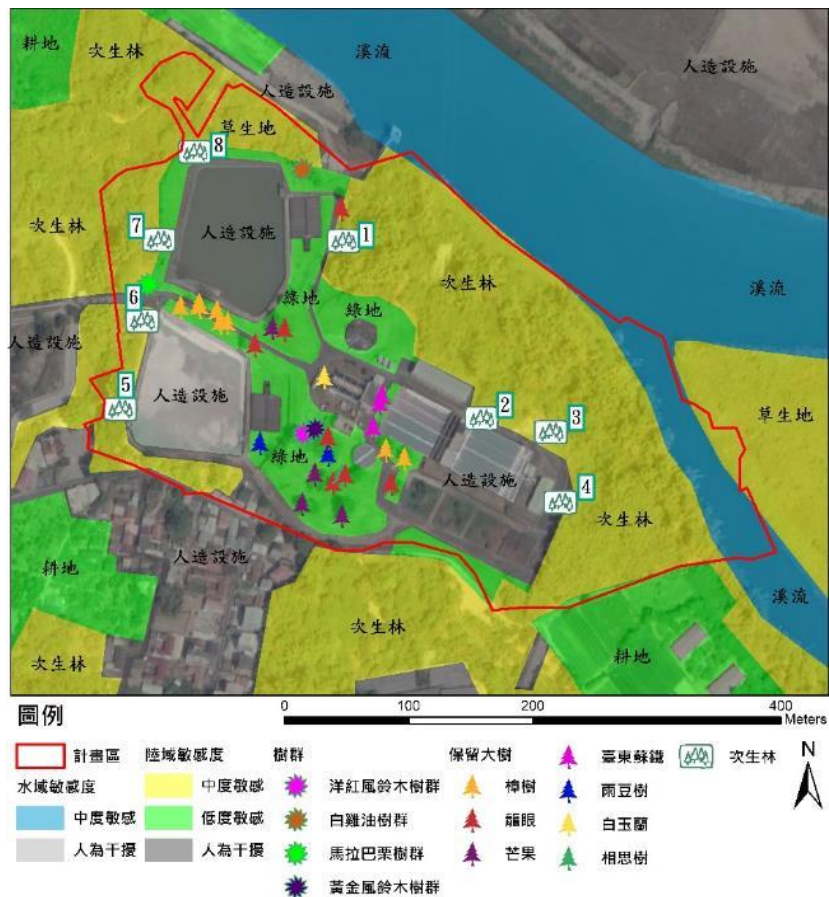 耕地
次生林
溪流
人造設施
人造設施
草生地
8
次生林
7
人造設施
1
次生林
綠地
綠地
溪流
6
人造設施
5
人造設施
草生地
2
3
綠地
人造設施
4
次生林
人造設施
耕地
溪流
次生林
耕地
次生林
圖例
0 100 200 400
Meters
計畫區
陸域敏感度
樹群
保留大樹
臺東蘇鐵
次生林
N
水域敏感度
中度敏感
洋紅風鈴木樹群
樟樹
雨豆樹
中度敏感
低度敏感
白雞油樹群
龍眼
白玉蘭
人為干擾
人為干擾
馬拉巴栗樹群
芒果
相思樹
黃金風鈴木樹群